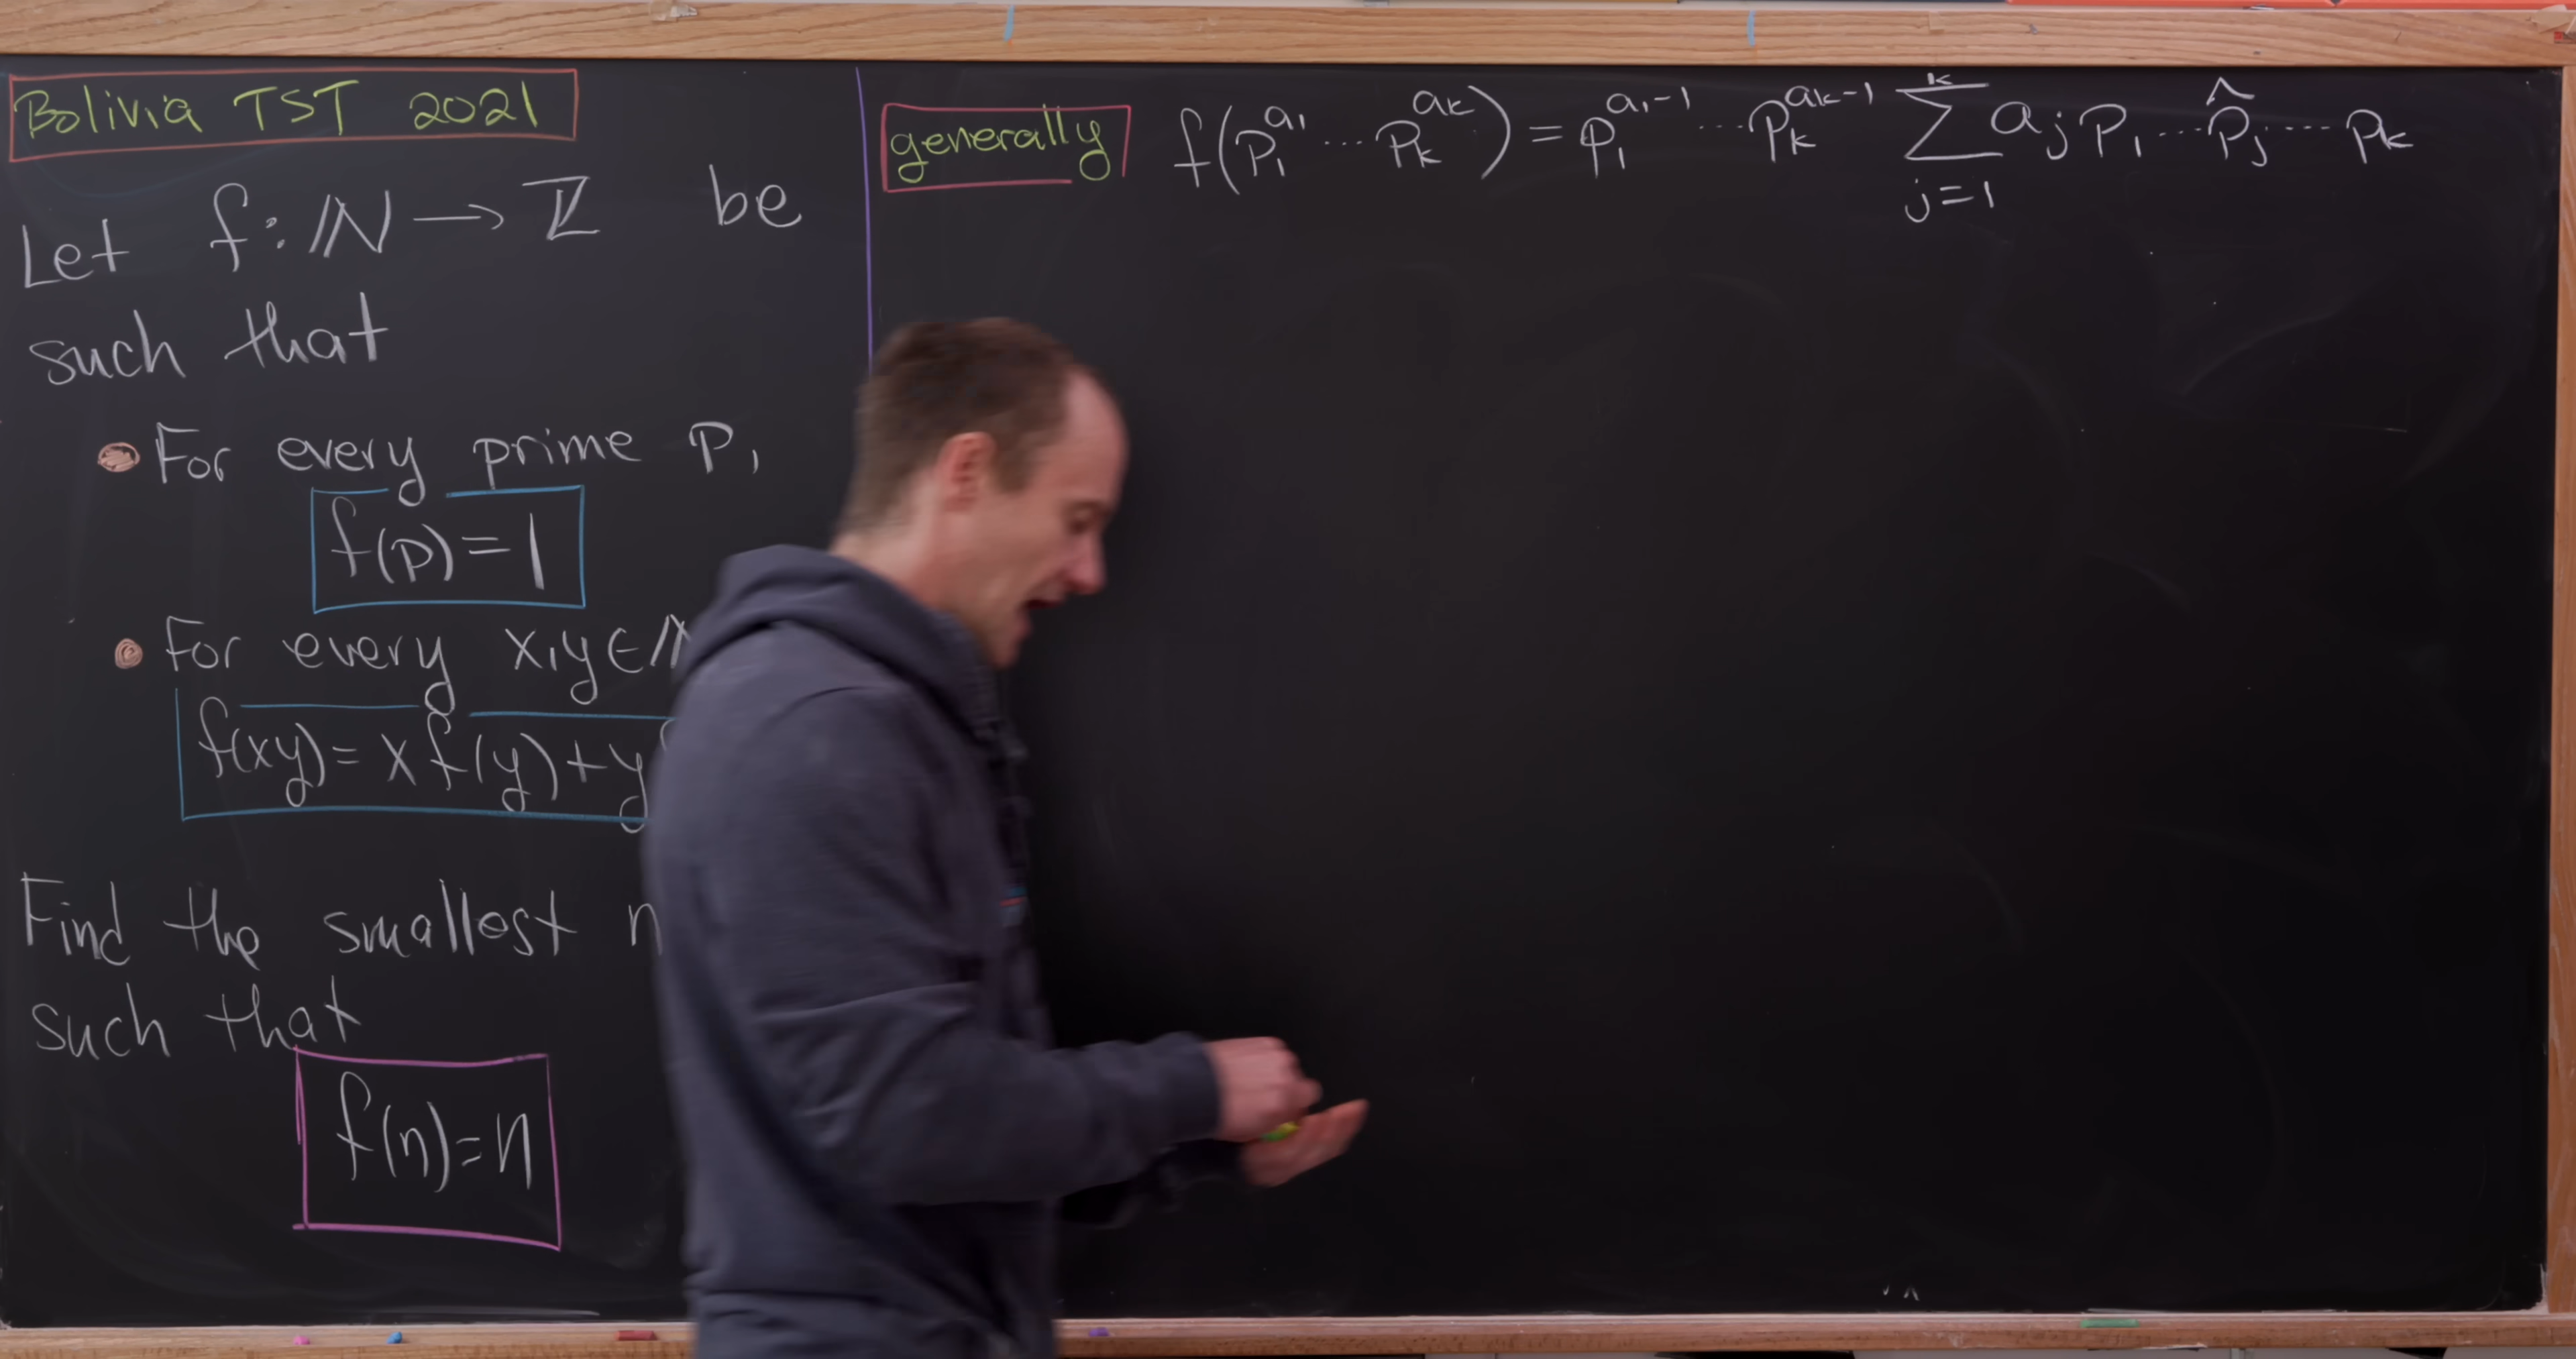 Bolivia TST 2021
Let f: ℕ → ℤ be
such that
• For every prime p,
f(p)=1
• For every x,y ∈ ℕ
f(xy)= x f(y)+y
Find the smallest n
such that
f(n)=n
generally f(p₁^{a₁} ⋯ p_k^{a_k}) = p₁^{a₁-1} ⋯ p_k^{a_k-1} ∑_{j=1}^{k} a_j p₁ ⋯ p̂_j ⋯ p_k